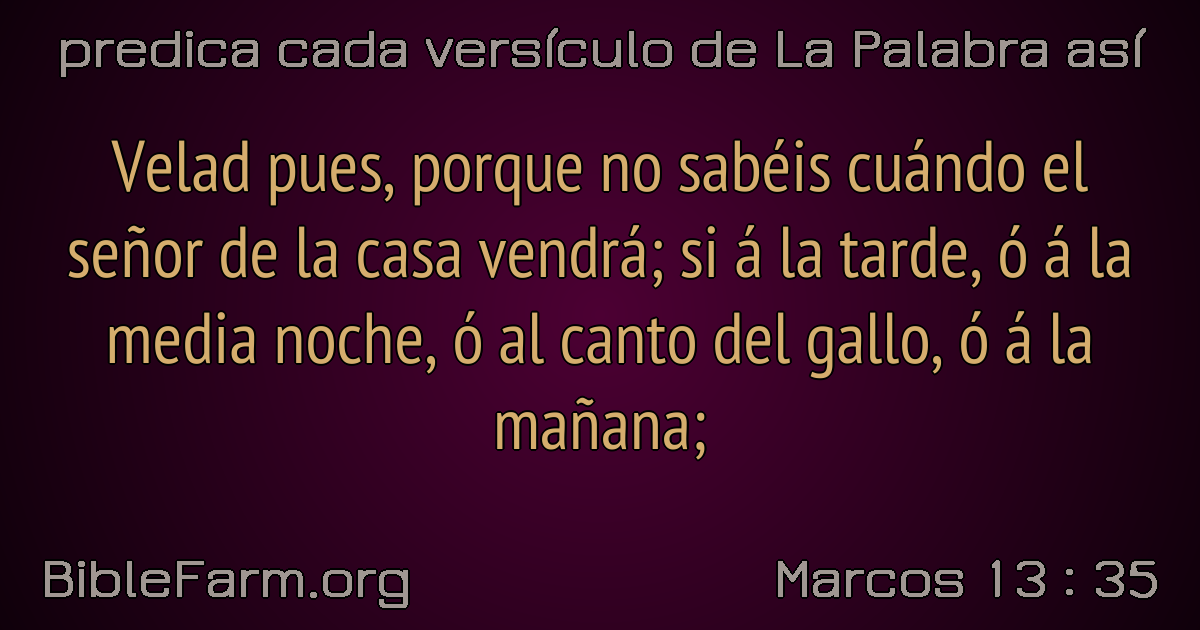 predica cada versículo de La Palabra así
Velad pues, porque no sabéis cuándo el
señor de la casa vendrá; si á la tarde, ó á la
media noche, ó al canto del gallo, ó á la
mañana;
BibleFarm.org
Marcos 13 : 35